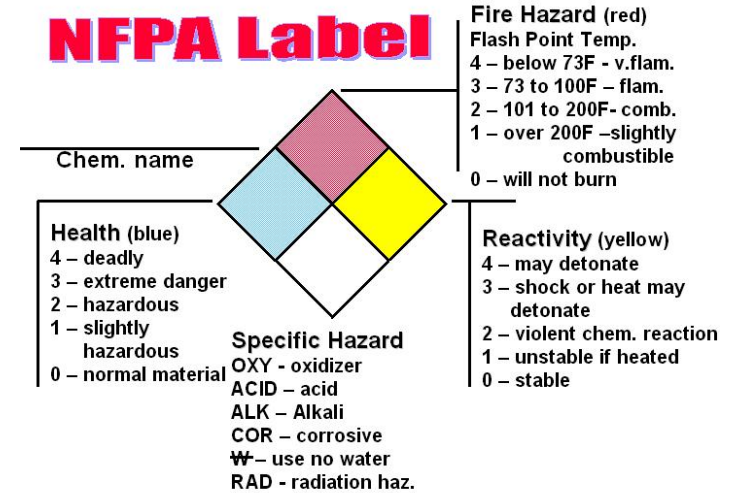 NFPA Label
Fire Hazard (red)
Flash Point Temp.
4 – below 73F - v.flam.
3 – 73 to 100F – flam.
2 – 101 to 200F- comb.
1 – over 200F –slightly
combustible
0 – will not burn
Chem. name
Health (blue)
4 – deadly
3 – extreme danger
2 – hazardous
1 – slightly
hazardous
0 – normal material
Reactivity (yellow)
4 – may detonate
3 – shock or heat may
detonate
2 – violent chem. reaction
1 – unstable if heated
0 – stable
Specific Hazard
OXY - oxidizer
ACID – acid
ALK – Alkali
COR – corrosive
W – use no water
RAD - radiation haz.